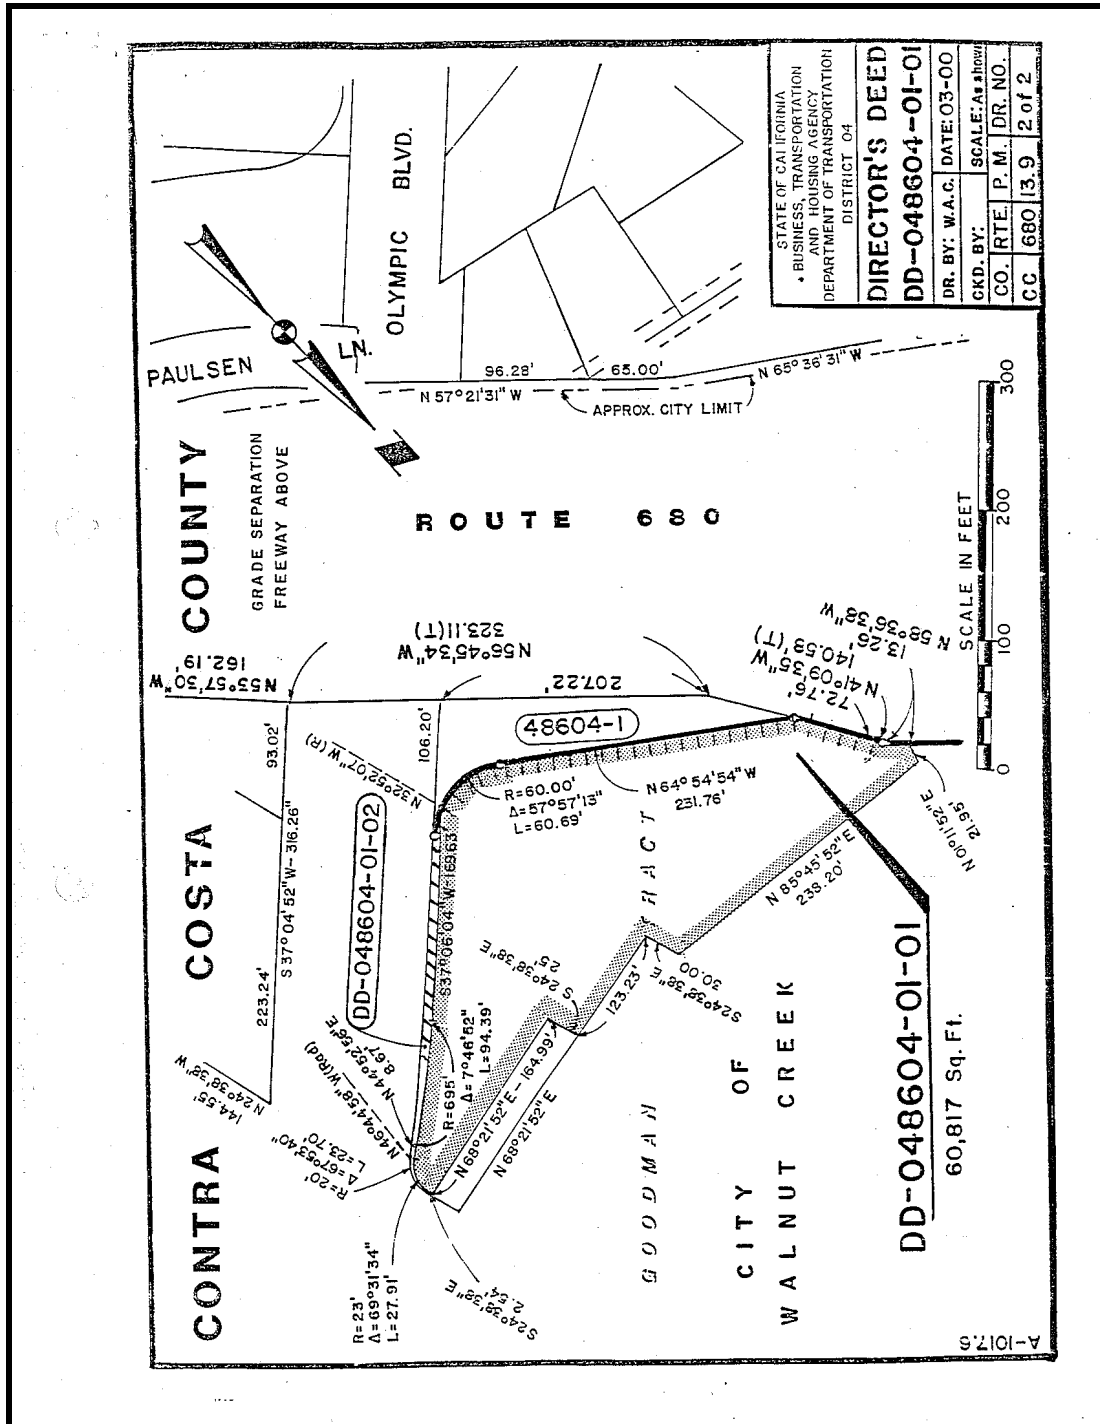 CONTRA COSTA COUNTY
PAULSEN LN.
OLYMPIC BLVD.
GRADE SEPARATION
FREEWAY ABOVE
ROUTE 680
96.28'
65.00'
N 57°21'31" W
N 65°36'31" W
APPROX. CITY LIMIT
N53°57'30"W
162.19'
N56°45'34"W
323.11(T)
207.22'
N 41°09'35"W
140.58'(T)
72.76'
N 58°36'38"W
13.26'
93.02'
S 37°04'52"W-316.26"
223.24'
N 24°38'38"W
144.55'
106.20'
N 32°52'07"W (R)
48604-1
R=60.00'
Δ=57°57'13"
L=60.69'
N64°54'54"W
231.76'
DD-048604-01-02
S37°06'04"W-169.63'
N 01°11'52"E
21.95'
N 85°45'52"E
238.20'
S24°38'38"E
30.00
S 24°38'38"E
25'
123.23'
N68°21'52"E-164.99'
N68°21'52"E
R=695'
Δ=7°46'52"
L=94.39'
N44°52'56"E
8.67'
N46°44'58"W(Rad)
R=20'
Δ=67°53'40"
L=23.70'
R=23'
Δ=69°31'34"
L=27.91'
S24°38'38"E
2.54'
GOODMAN TRACT
CITY OF
WALNUT CREEK
DD-048604-01-01
60,817 Sq. Ft.
SCALE IN FEET
0 100 200 300
STATE OF CALIFORNIA
BUSINESS, TRANSPORTATION
AND HOUSING AGENCY
DEPARTMENT OF TRANSPORTATION
DISTRICT 04
DIRECTOR'S DEED
DD-048604-01-01
DR. BY: W.A.C. DATE: 03-00
CKD. BY: SCALE: As shown
CO. RTE. P. M. DR. NO.
CC 680 13.9 2 of 2
A-1017.6